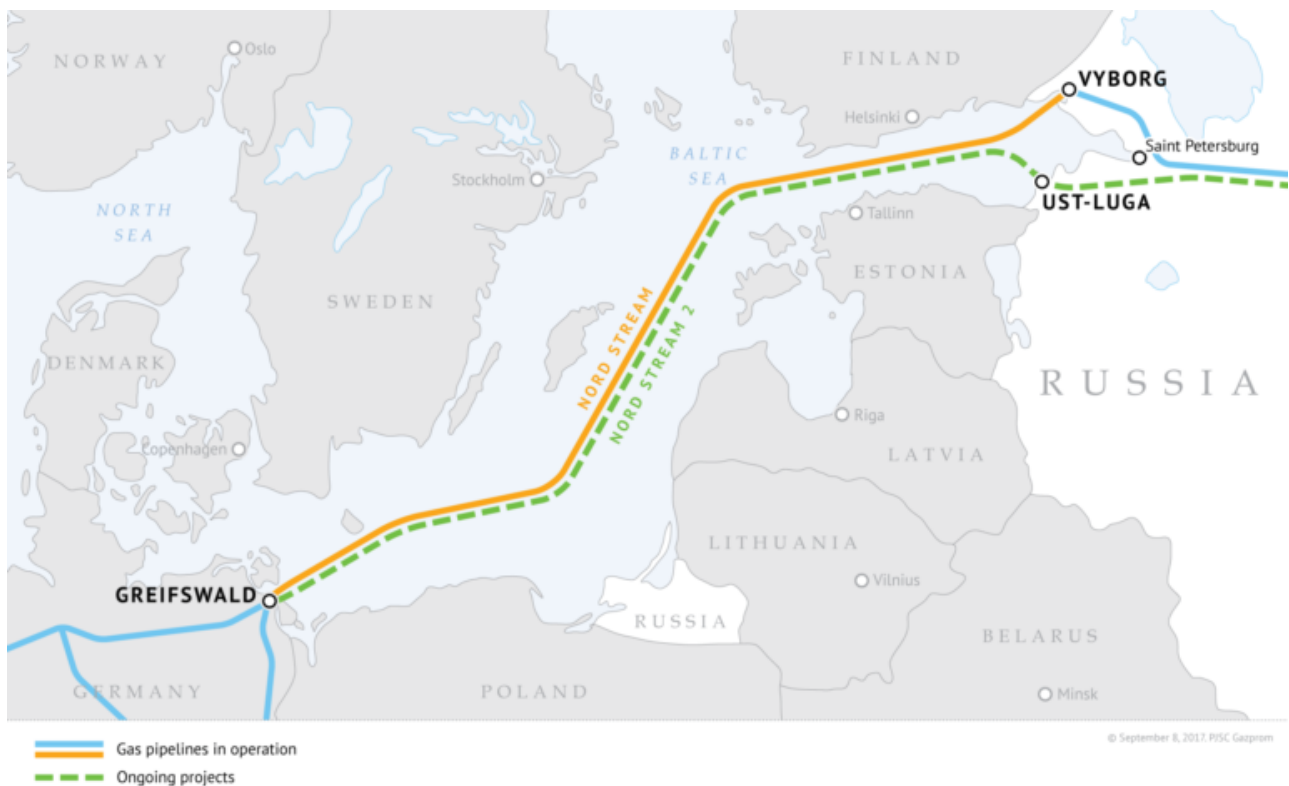 NORWAY
Oslo
FINLAND
VYBORG
Helsinki
Saint Petersburg
BALTIC
SEA
Stockholm
UST-LUGA
NORTH
SEA
Tallinn
ESTONIA
SWEDEN
NORD STREAM
NORD STREAM 2
DENMARK
RUSSIA
Riga
Copenhagen
LATVIA
LITHUANIA
Vilnius
GREIFSWALD
RUSSIA
BELARUS
GERMANY
POLAND
Minsk
Gas pipelines in operation
© September 8, 2017. PJSC Gazprom
Ongoing projects